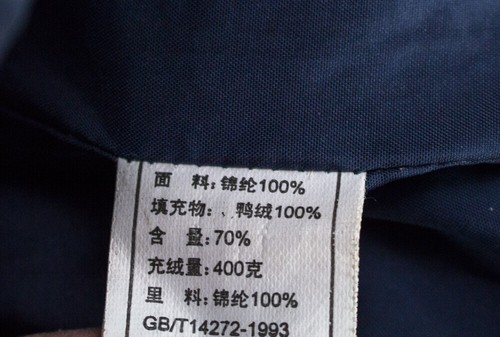 面 料:锦纶100%
填充物:、鸭绒100%
含 量:70%
充绒量:400克
里 料:锦纶100%
GB/T14272-1993